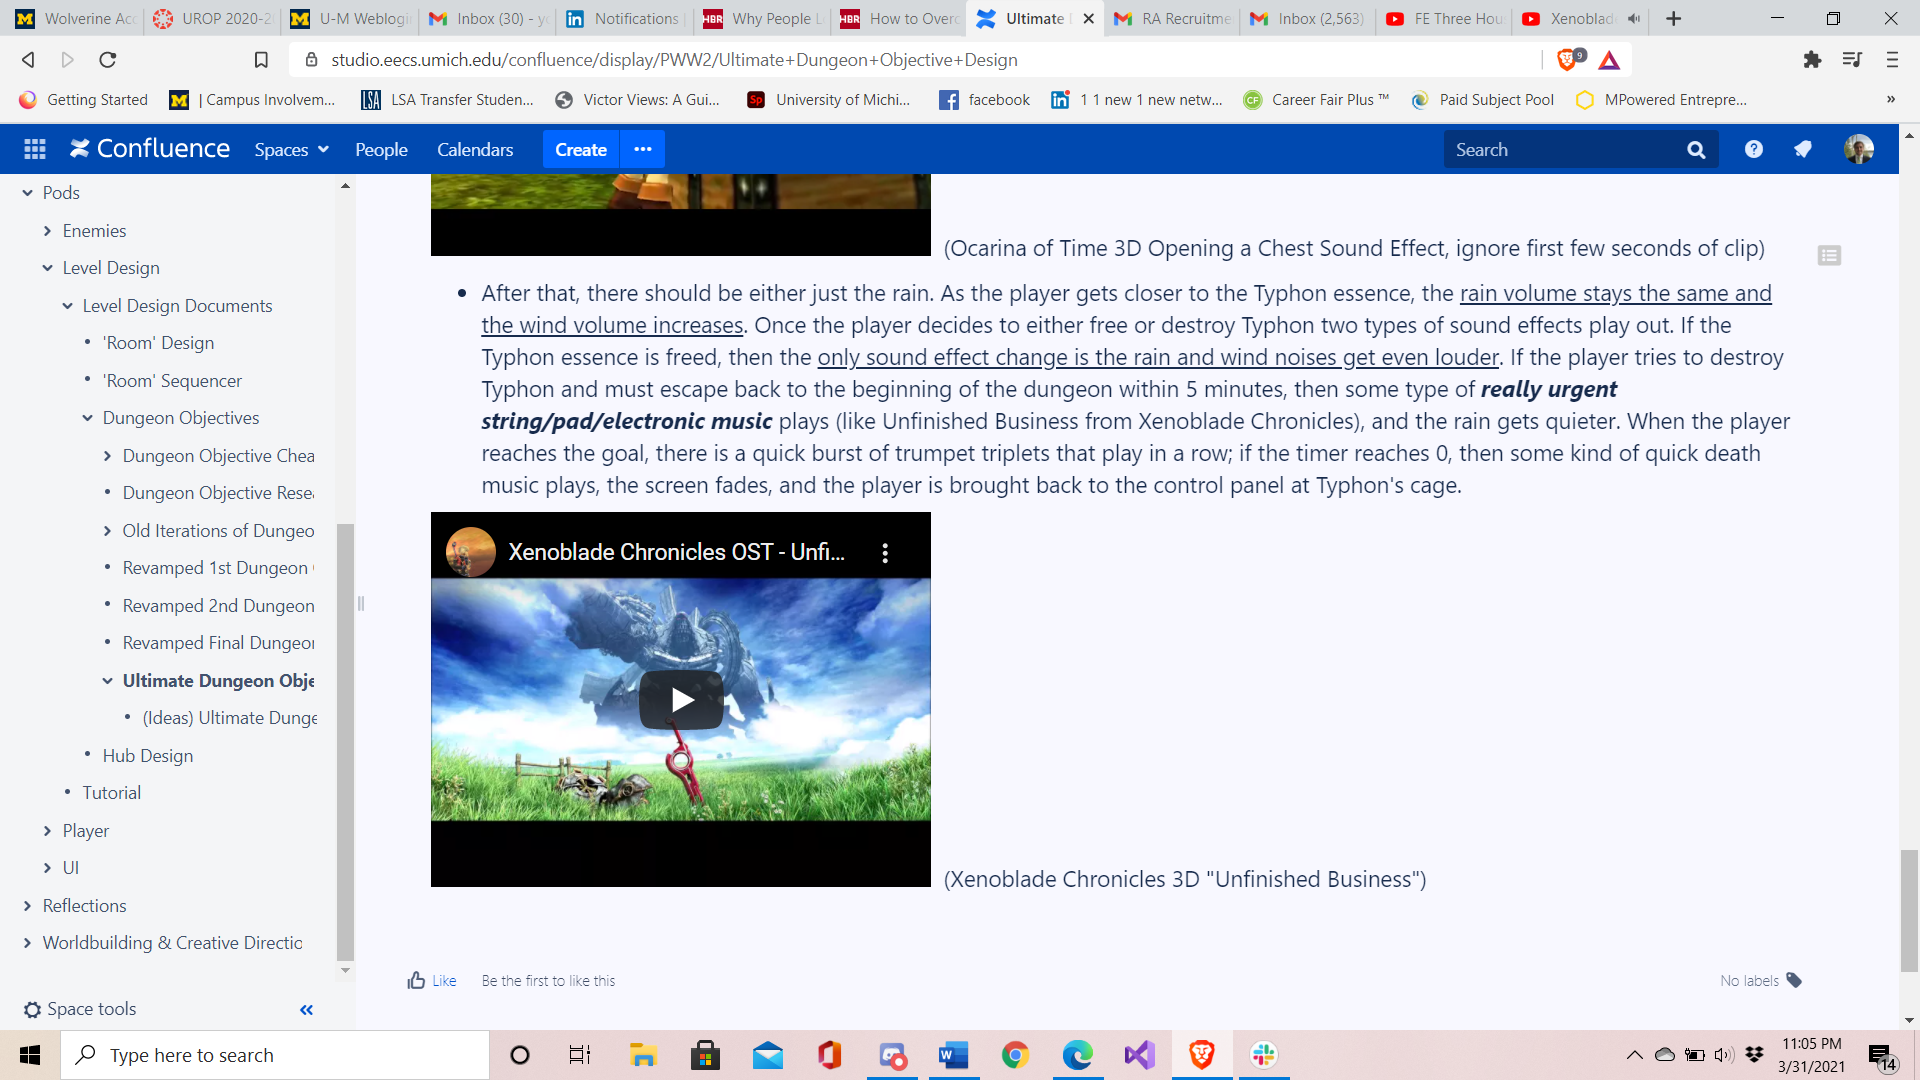 Wolverine Acc
UROP 2020-2
U-M Weblogi
Inbox (30) - y
Notifications
HBR
Why People L
HBR
How to Overc
Ultimate
RA Recruitme
Inbox (2,563)
FE Three Hou
Xenoblade
studio.eecs.umich.edu/confluence/display/PWW2/Ultimate+Dungeon+Objective+Design
9
Getting Started
| Campus Involvem...
LSA
LSA Transfer Studen...
Victor Views: A Gui...
Sp
University of Michi...
facebook
1 1 new 1 new netw...
CF
Career Fair Plus ™
Paid Subject Pool
MPowered Entrepre...
»
Confluence
Spaces
People
Calendars
Create
Search
Pods
Enemies
Level Design
Level Design Documents
'Room' Design
'Room' Sequencer
Dungeon Objectives
Dungeon Objective Chea
Dungeon Objective Rese
Old Iterations of Dungeo
Revamped 1st Dungeon
Revamped 2nd Dungeon
Revamped Final Dungeon
Ultimate Dungeon Obje
(Ideas) Ultimate Dunge
Hub Design
Tutorial
Player
UI
Reflections
Worldbuilding & Creative Directio
Space tools
«
(Ocarina of Time 3D Opening a Chest Sound Effect, ignore first few seconds of clip)
• After that, there should be either just the rain. As the player gets closer to the Typhon essence, the rain volume stays the same and
the wind volume increases. Once the player decides to either free or destroy Typhon two types of sound effects play out. If the
Typhon essence is freed, then the only sound effect change is the rain and wind noises get even louder. If the player tries to destroy
Typhon and must escape back to the beginning of the dungeon within 5 minutes, then some type of really urgent
string/pad/electronic music plays (like Unfinished Business from Xenoblade Chronicles), and the rain gets quieter. When the player
reaches the goal, there is a quick burst of trumpet triplets that play in a row; if the timer reaches 0, then some kind of quick death
music plays, the screen fades, and the player is brought back to the control panel at Typhon's cage.
Xenoblade Chronicles OST - Unfi...
(Xenoblade Chronicles 3D "Unfinished Business")
Like
Be the first to like this
No labels
Type here to search
11:05 PM
3/31/2021
14